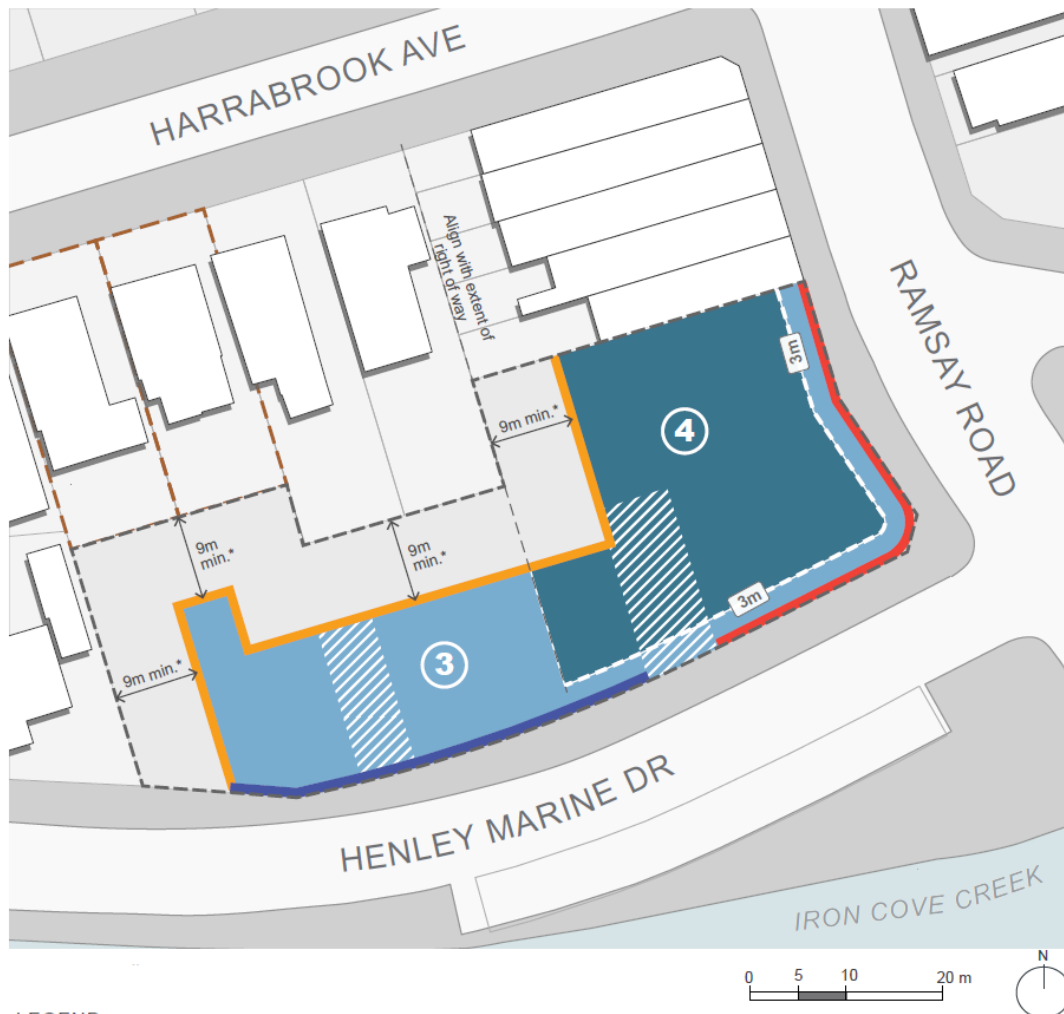 HARRABROOK AVE
Align with extent of
right of way
RAMSAY ROAD
3m
9m min.*
4
9m
min.*
9m
min.*
3m
9m min.*
3
HENLEY MARINE DR
IRON COVE CREEK
N
0 5 10 20 m
LEGEND